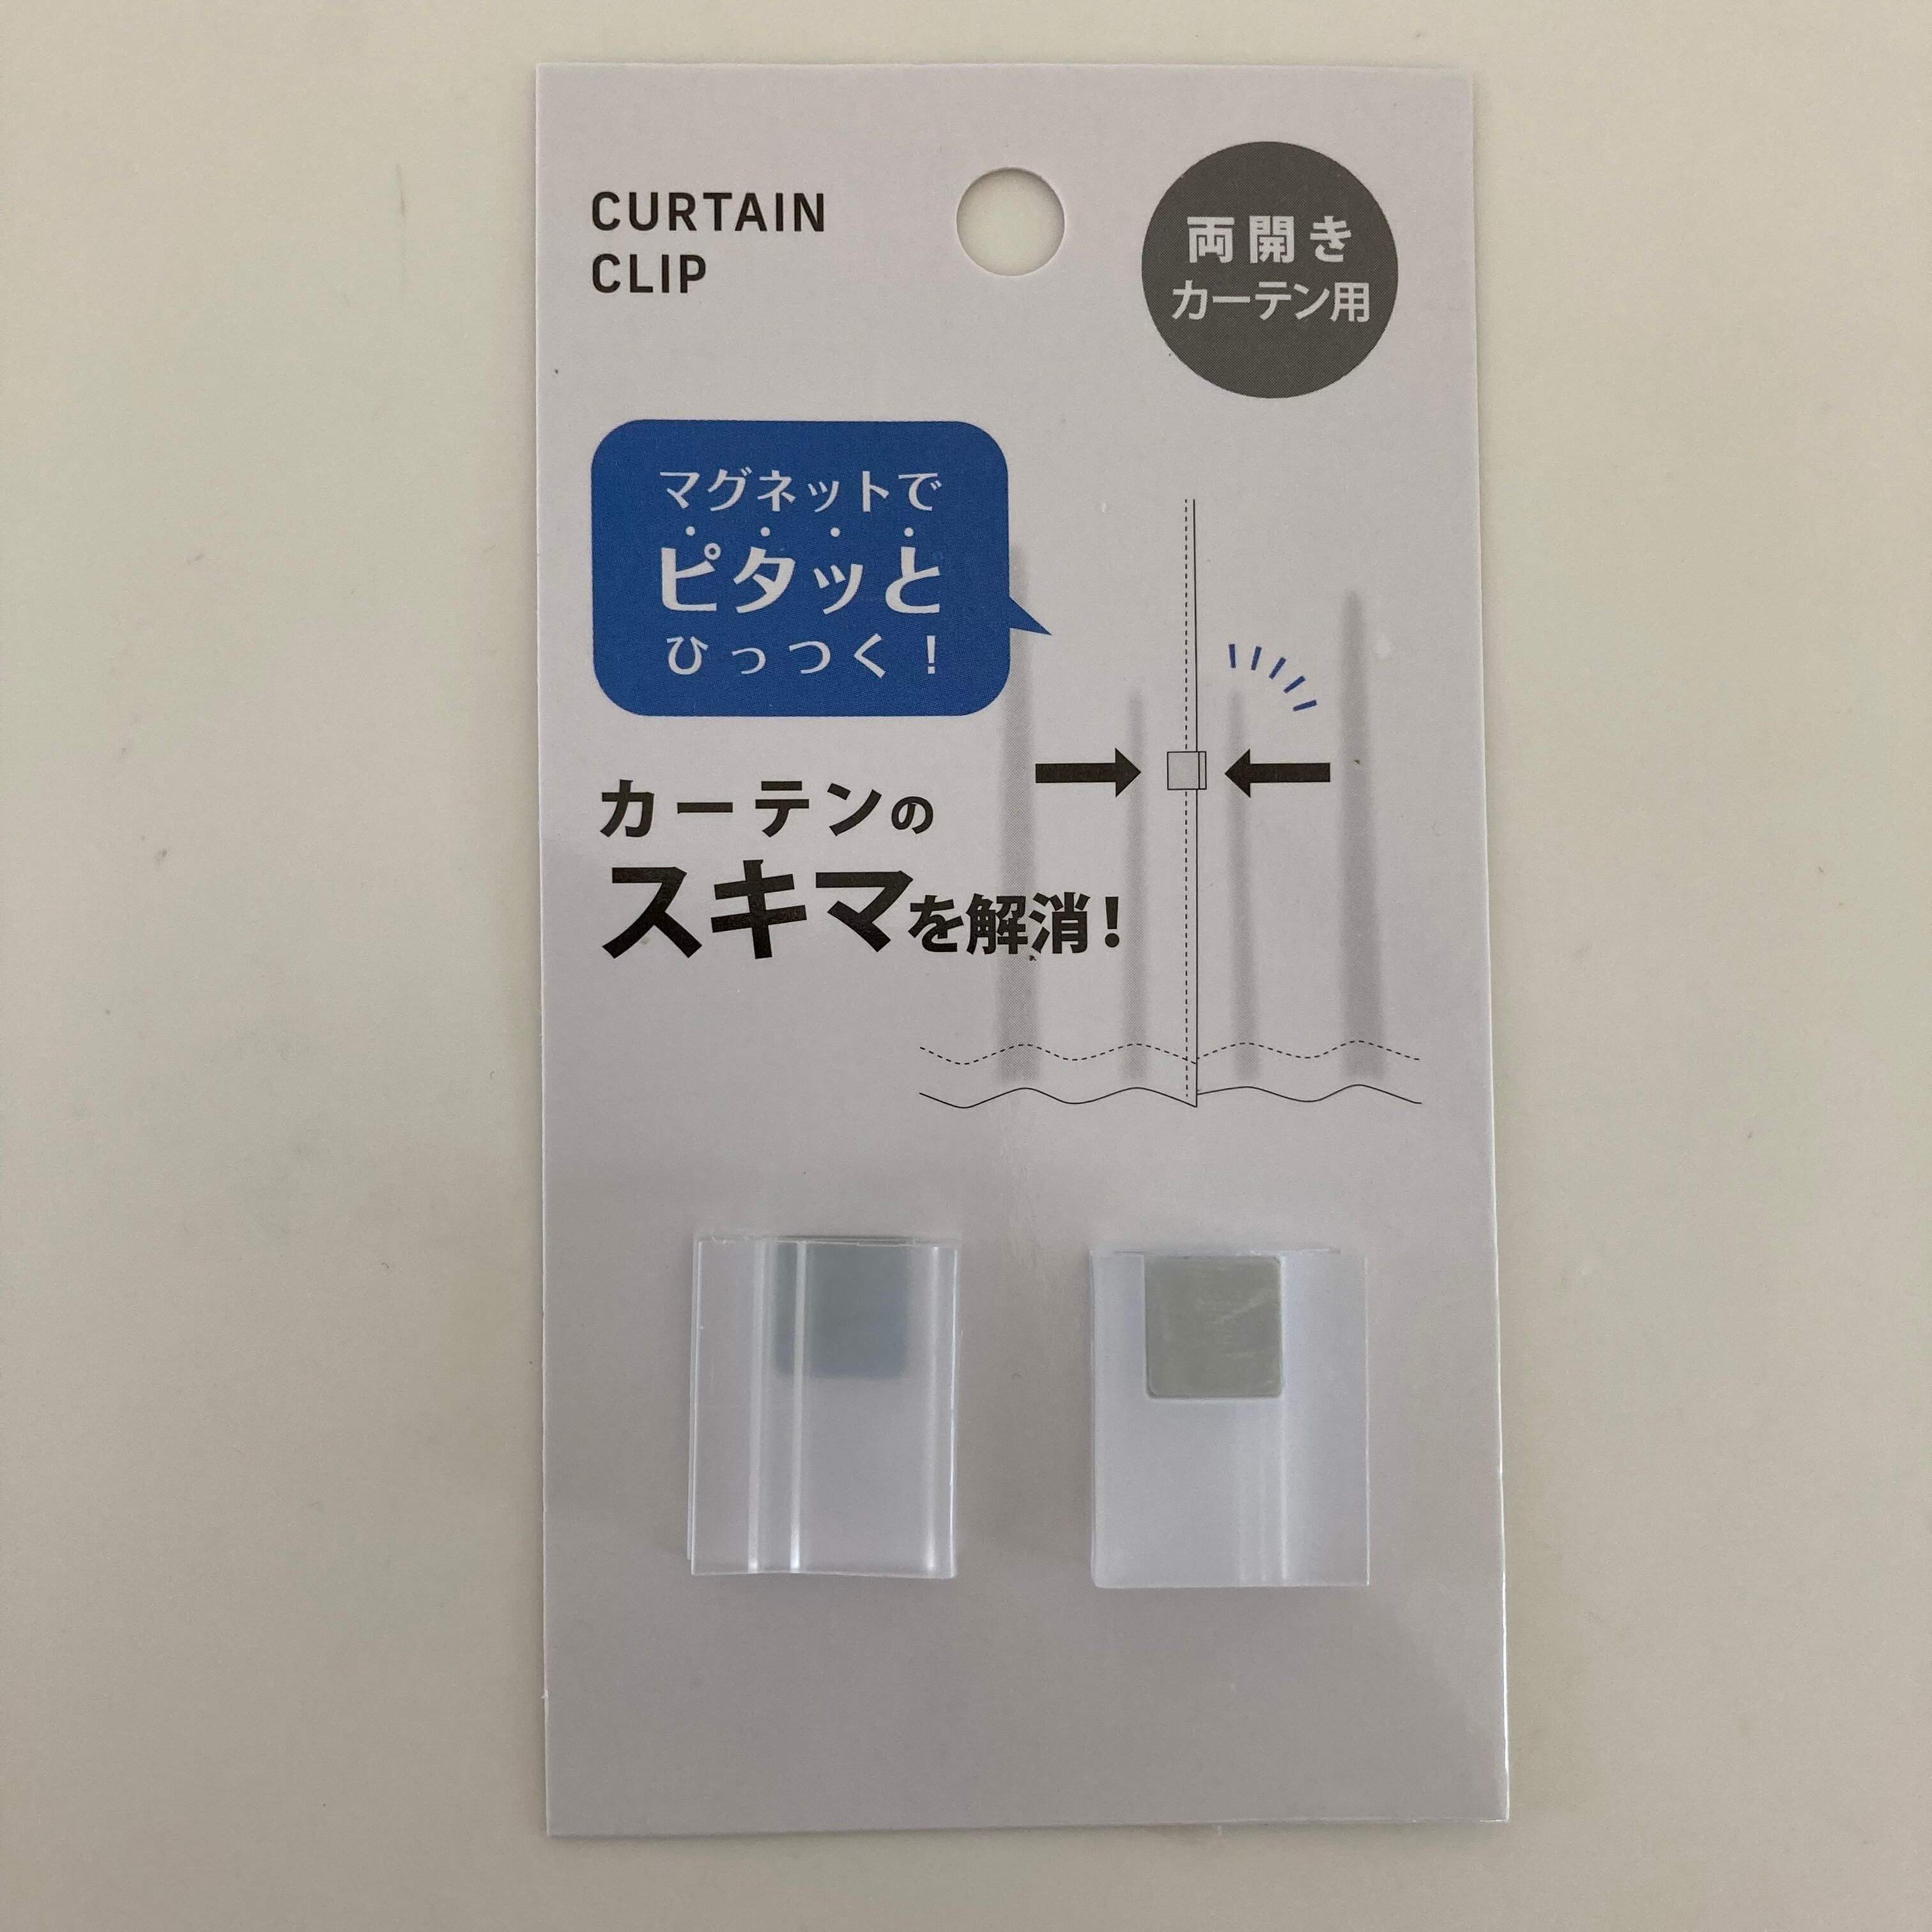 CURTAIN
CLIP
両開き
カーテン用
マグネットで
ピタッと
ひっつく！
カーテンの
スキマを解消！